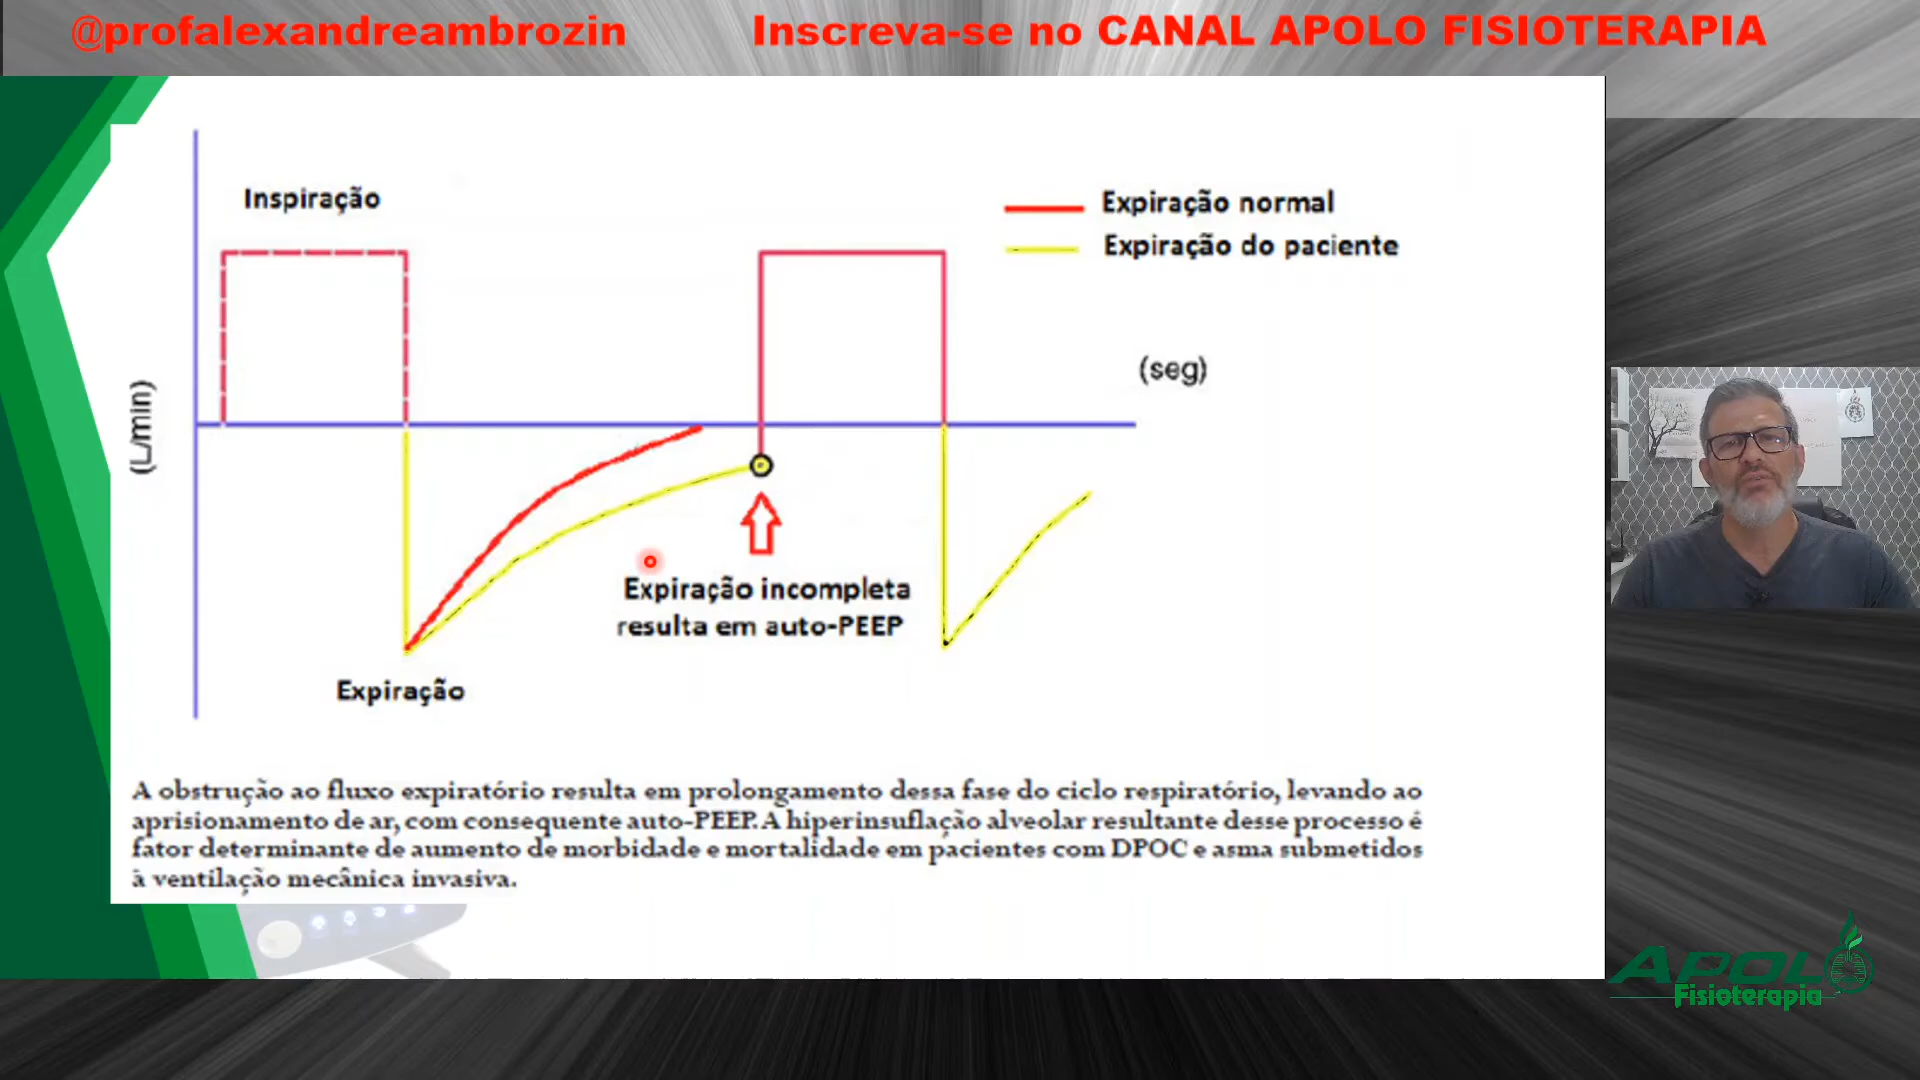 @profalexandreambrozin
Inscreva-se no CANAL APOLO FISIOTERAPIA
Inspiração
Expiração normal
Expiração do paciente
(seg)
(L/min)
Expiração incompleta
resulta em auto-PEEP
Expiração
A obstrução ao fluxo expiratório resulta em prolongamento dessa fase do ciclo respiratório, levando ao
aprisionamento de ar, com consequente auto-PEEP. A hiperinsuflação alveolar resultante desse processo é
fator determinante de aumento de morbidade e mortalidade em pacientes com DPOC e asma submetidos
à ventilação mecânica invasiva.
APOLO
Fisioterapia